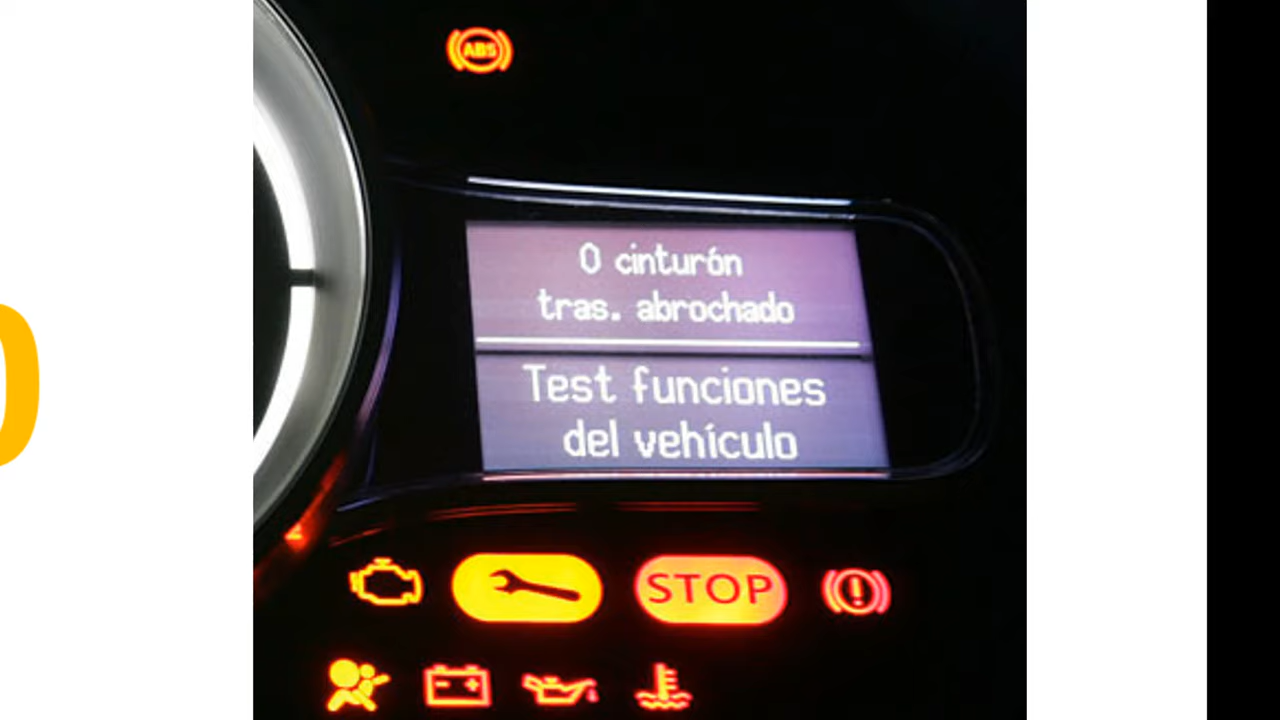 ABS
0 cinturón
tras. abrochado
Test funciones
del vehículo
STOP